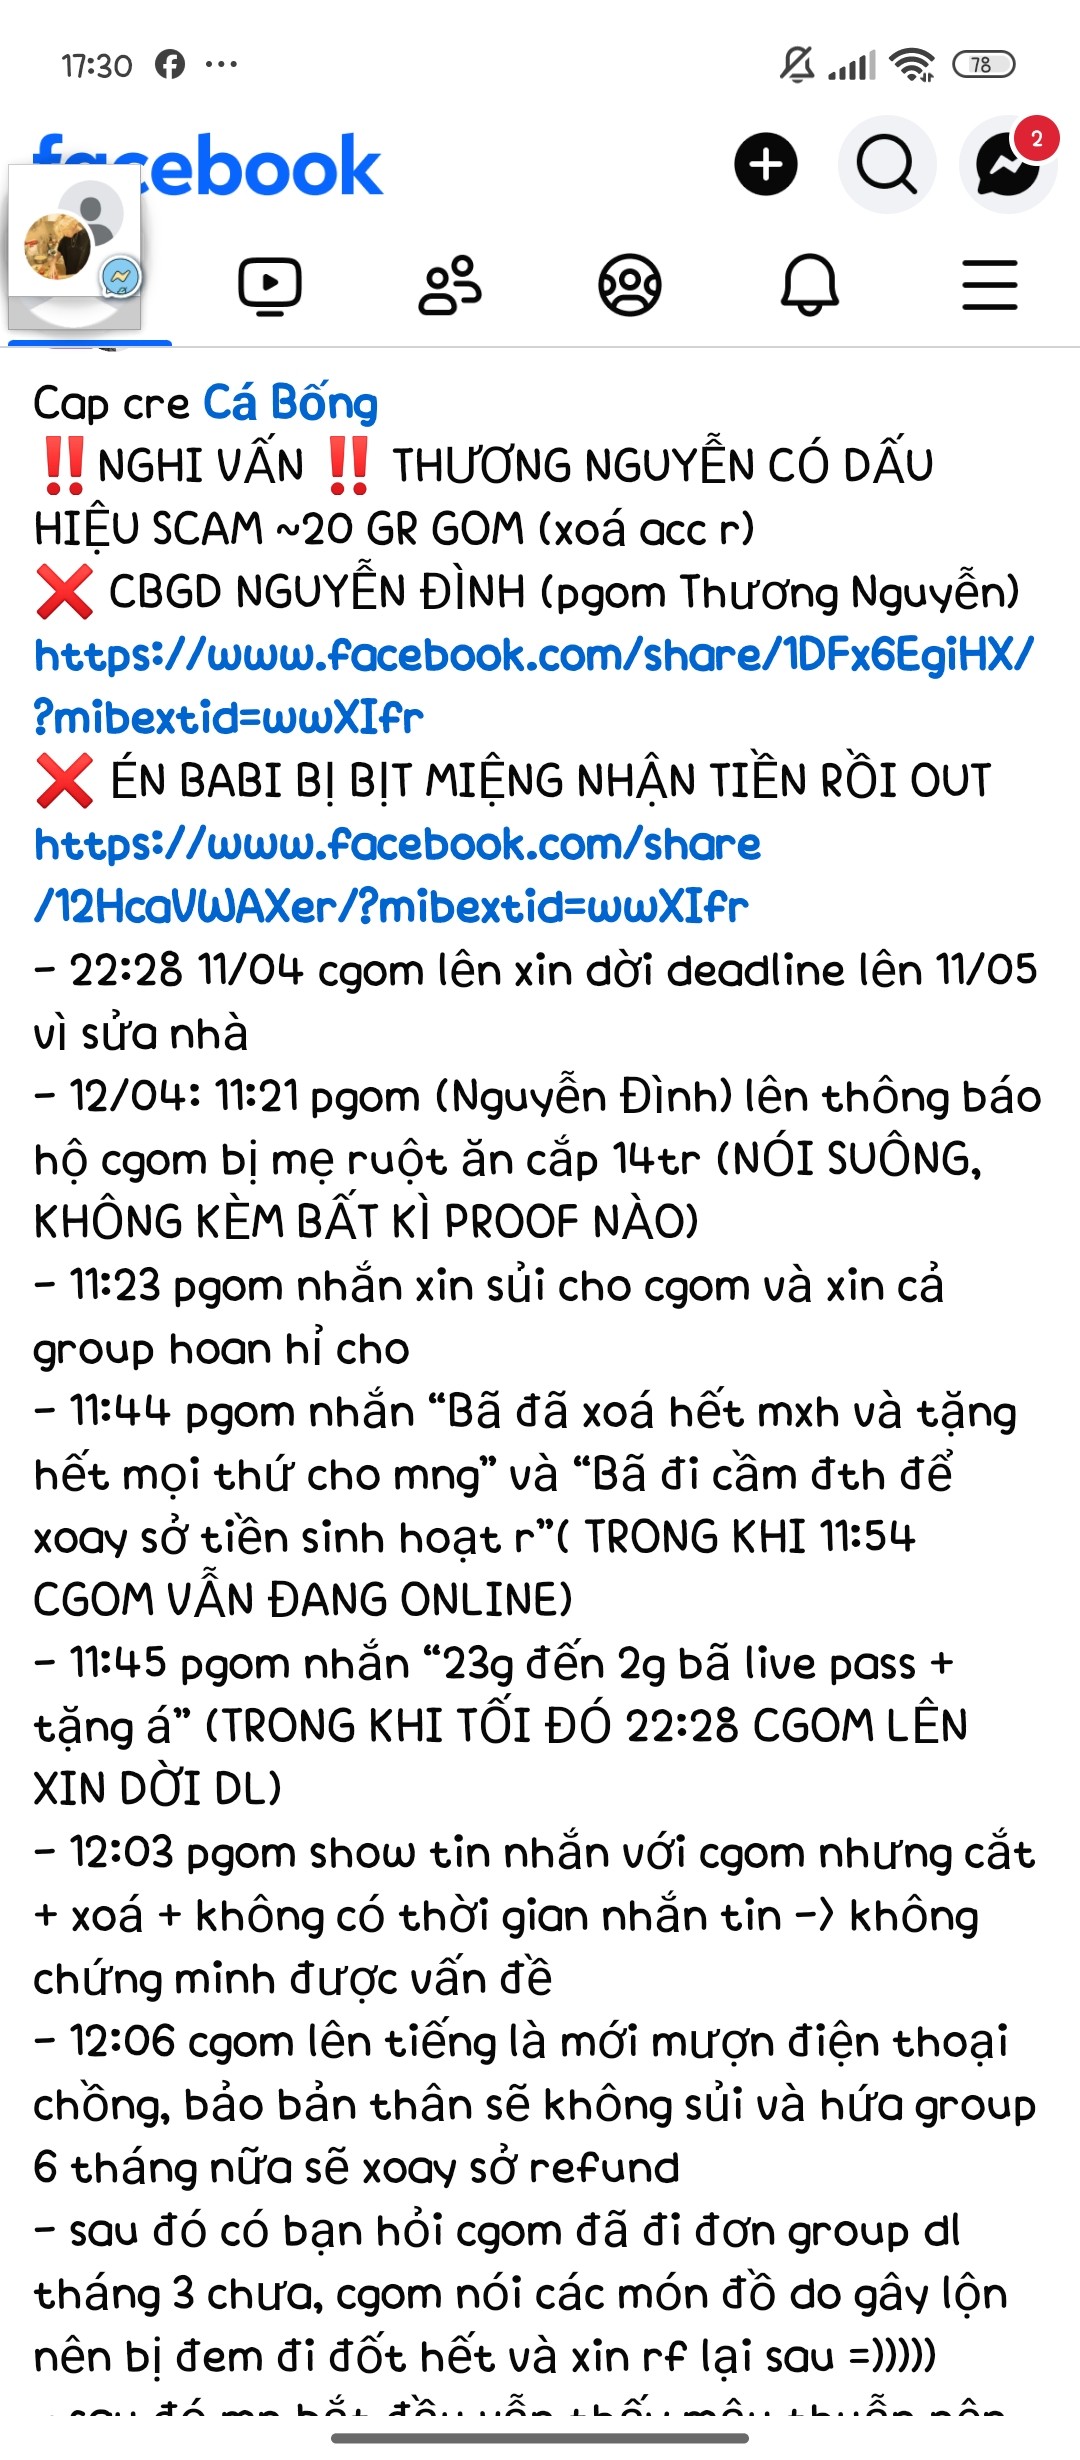 17:30
78
facebook
2
Cap cre Cá Bống
‼️NGHI VẤN ‼️ THƯƠNG NGUYỄN CÓ DẤU
HIỆU SCAM ~20 GR GOM (xoá acc r)
❌ CBGD NGUYỄN ĐÌNH (pgom Thương Nguyễn)
https://www.facebook.com/share/1DFx6EgiHX/
?mibextid=wwXIfr
❌ ÉN BABI BỊ BỊT MIỆNG NHẬN TIỀN RỒI OUT
https://www.facebook.com/share
/12HcaVWAXer/?mibextid=wwXIfr
- 22:28 11/04 cgom lên xin dời deadline lên 11/05
vì sửa nhà
- 12/04: 11:21 pgom (Nguyễn Đình) lên thông báo
hộ cgom bị mẹ ruột ăn cắp 14tr (NÓI SUÔNG,
KHÔNG KÈM BẤT KÌ PROOF NÀO)
- 11:23 pgom nhắn xin sủi cho cgom và xin cả
group hoan hỉ cho
- 11:44 pgom nhắn “Bã đã xoá hết mxh và tặng
hết mọi thứ cho mng” và “Bã đi cầm đth để
xoay sở tiền sinh hoạt r”( TRONG KHI 11:54
CGOM VẪN ĐANG ONLINE)
- 11:45 pgom nhắn “23g đến 2g bã live pass +
tặng á” (TRONG KHI TỐI ĐÓ 22:28 CGOM LÊN
XIN DỜI DL)
- 12:03 pgom show tin nhắn với cgom nhưng cắt
+ xoá + không có thời gian nhắn tin -> không
chứng minh được vấn đề
- 12:06 cgom lên tiếng là mới mượn điện thoại
chồng, bảo bản thân sẽ không sủi và hứa group
6 tháng nữa sẽ xoay sở refund
- sau đó có bạn hỏi cgom đã đi đơn group dl
tháng 3 chưa, cgom nói các món đồ do gây lộn
nên bị đem đi đốt hết và xin rf lại sau =)))))
- sau đó mn bắt đầu vẫn thấy mâu thuẫn nên